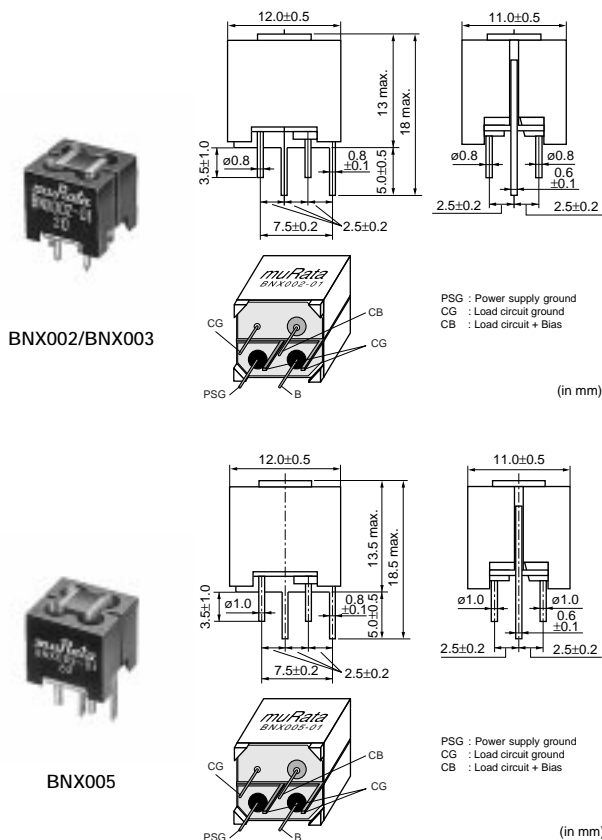 12.0±0.5
11.0±0.5
13 max.
18 max.
3.5±1.0
ø0.8
0.8
±0.1
5.0±0.5
ø0.8
ø0.8
0.6
±0.1
2.5±0.2
2.5±0.2
7.5±0.2
2.5±0.2
muRata
BNX002-01
muRata
BNX002-01
CG
CB
CG
PSG
B
PSG : Power supply ground
CG : Load circuit ground
CB : Load circuit + Bias
BNX002/BNX003
(in mm)
12.0±0.5
11.0±0.5
13.5 max.
18.5 max.
3.5±1.0
ø1.0
0.8
±0.1
5.0±0.5
ø1.0
ø1.0
0.6
±0.1
2.5±0.2
2.5±0.2
7.5±0.2
2.5±0.2
muRata
muRata
BNX005-01
CG
CB
CG
PSG
B
PSG : Power supply ground
CG : Load circuit ground
CB : Load circuit + Bias
BNX005
(in mm)